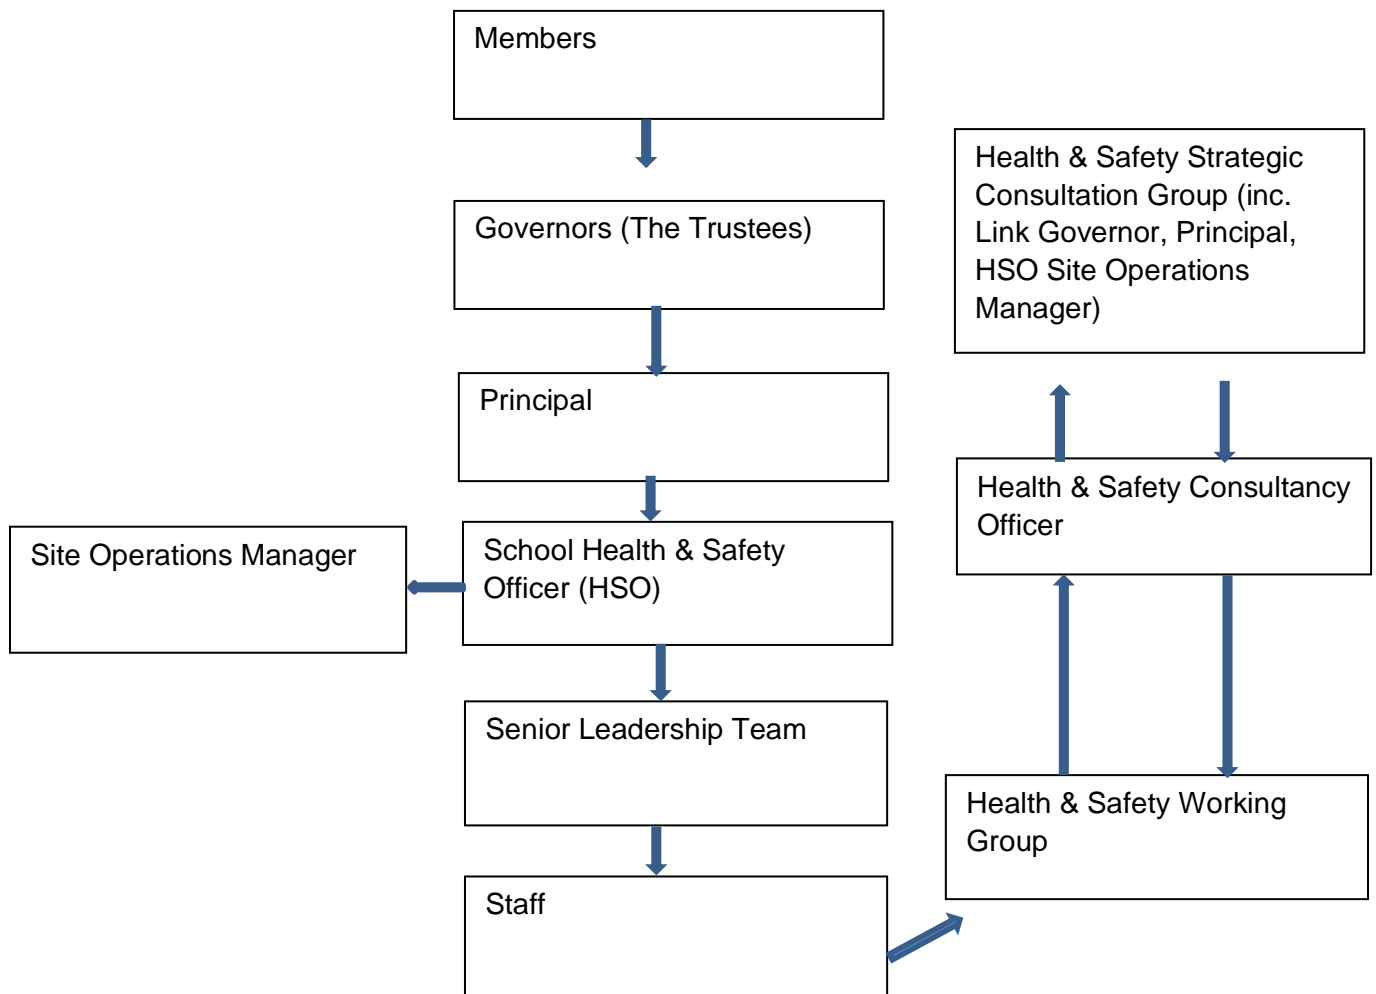 Members
Governors (The Trustees)
Principal
School Health & Safety
Officer (HSO)
Site Operations Manager
Senior Leadership Team
Staff
Health & Safety Strategic
Consultation Group (inc.
Link Governor, Principal,
HSO Site Operations
Manager)
Health & Safety Consultancy
Officer
Health & Safety Working
Group